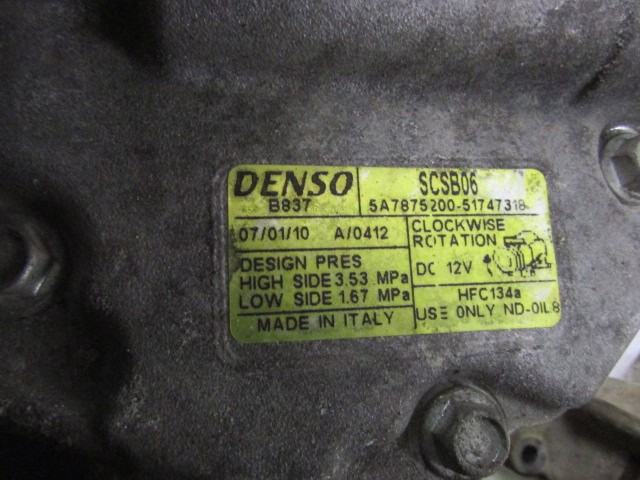 DENSO
B837
SCSB06
5A7875200-51747318
07/01/10 A/0412
CLOCKWISE
ROTATION
DC 12V
DESIGN PRES
HIGH SIDE 3.53 MPa
LOW SIDE 1.67 MPa
MADE IN ITALY
HFC134a
USE ONLY ND-OIL8